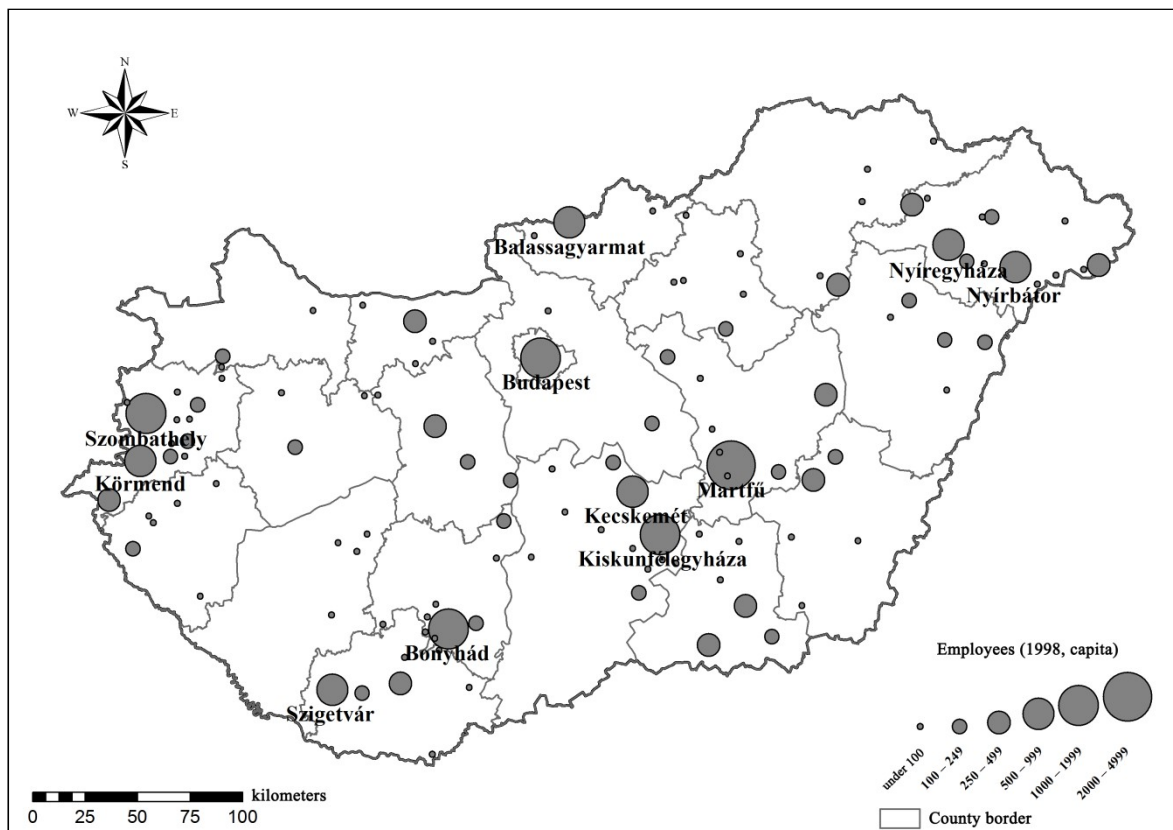 N
W E
S
Balassagyarmat
Nyíregyháza
Nyírbátor
Budapest
Szombathely
Körmend
Martfű
Kecskemét
Kiskunfélegyháza
Bonyhád
Szigetvár
Employees (1998, capita)
under 100
100 – 249
250 – 499
500 – 999
1000 – 1999
2000 – 4999
County border
kilometers
0 25 50 75 100